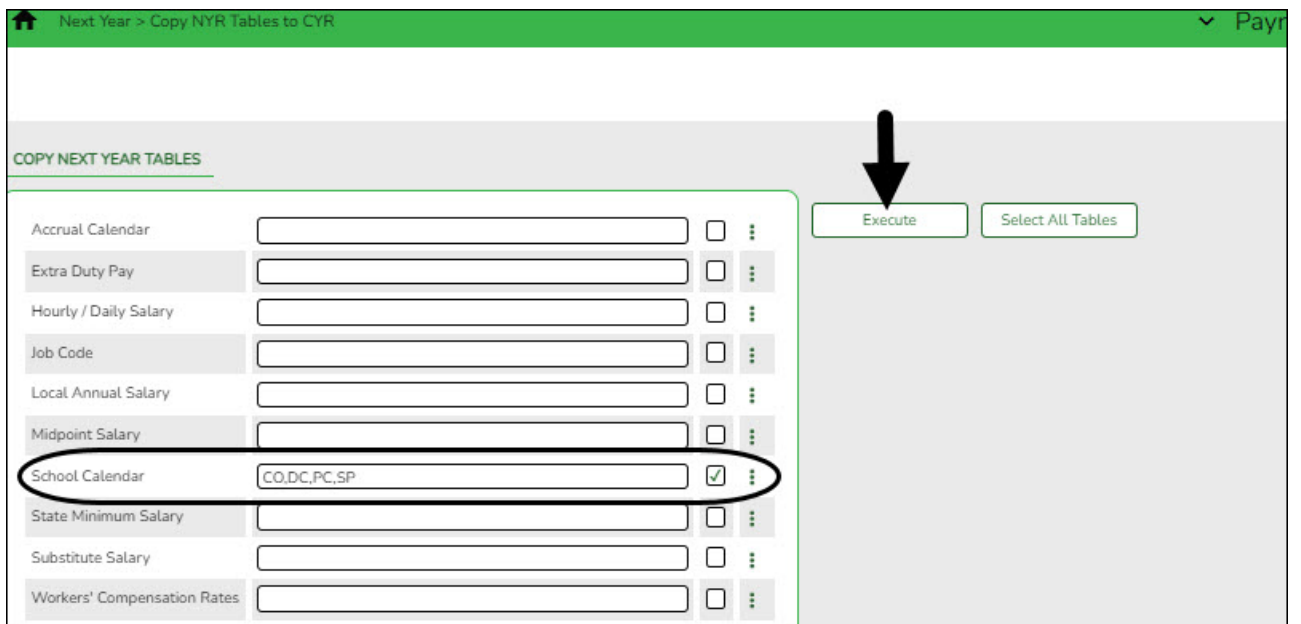 Next Year > Copy NYR Tables to CYR
COPY NEXT YEAR TABLES
Execute
Select All Tables
Accrual Calendar
Extra Duty Pay
Hourly / Daily Salary
Job Code
Local Annual Salary
Midpoint Salary
School Calendar CO,DC,PC,SP
State Minimum Salary
Substitute Salary
Workers' Compensation Rates